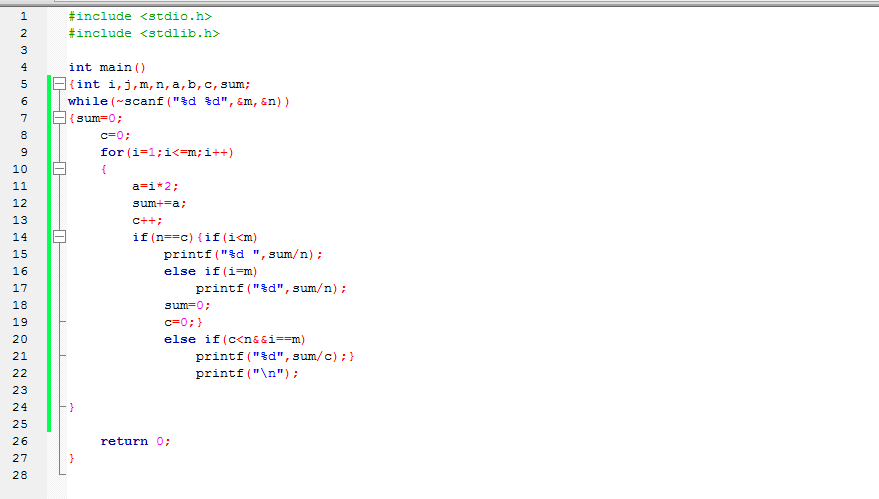 1 #include <stdio.h>
2 #include <stdlib.h>
3
4 int main()
5 {int i,j,m,n,a,b,c,sum;
6 while(~scanf("%d %d",&m,&n))
7 {sum=0;
8 c=0;
9 for(i=1;i<=m;i++)
10 {
11 a=i*2;
12 sum+=a;
13 c++;
14 if(n==c){if(i<m)
15 printf("%d ",sum/n);
16 else if(i=m)
17 printf("%d",sum/n);
18 sum=0;
19 c=0;}
20 else if(c<n&&i==m)
21 printf("%d",sum/c);}
22 printf("\n");
23
24 }
25
26 return 0;
27 }
28